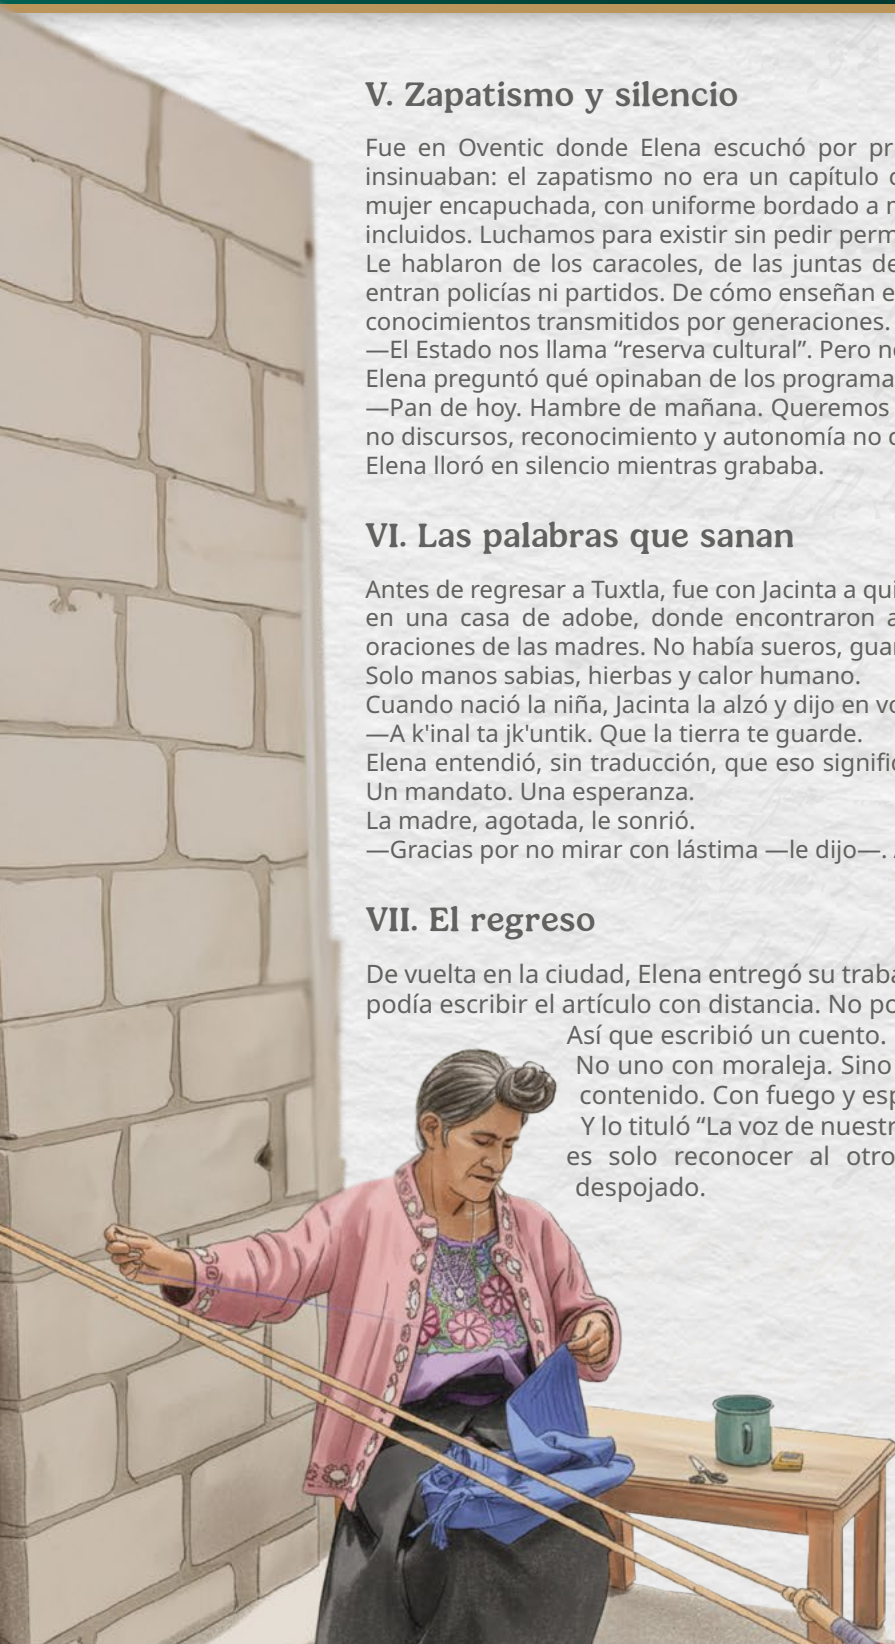 V. Zapatismo y silencio
Fue en Oventic donde Elena escuchó por
insinuaban: el zapatismo no era un capítulo
mujer encapuchada, con uniforme bordado a
incluidos. Luchamos para existir sin pedir
Le hablaron de los caracoles, de las juntas de
entran policías ni partidos. De cómo enseñan
conocimientos transmitidos por generaciones.
—El Estado nos llama “reserva cultural”. Pero
Elena preguntó qué opinaban de los
—Pan de hoy. Hambre de mañana. Queremos
no discursos, reconocimiento y autonomía no
Elena lloró en silencio mientras grababa.
VI. Las palabras que sanan
Antes de regresar a Tuxtla, fue con Jacinta a
en una casa de adobe, donde encontraron
oraciones de las madres. No había sueros,
Solo manos sabias, hierbas y calor humano.
Cuando nació la niña, Jacinta la alzó y dijo en
—A k'inal ta jk'untik. Que la tierra te guarde.
Elena entendió, sin traducción, que eso
Un mandato. Una esperanza.
La madre, agotada, le sonrió.
—Gracias por no mirar con lástima —le dijo—.
VII. El regreso
De vuelta en la ciudad, Elena entregó su
podía escribir el artículo con distancia. No
Así que escribió un cuento.
No uno con moraleja. Sino
contenido. Con fuego y
Y lo tituló “La voz de
es solo reconocer al otro
despojado.